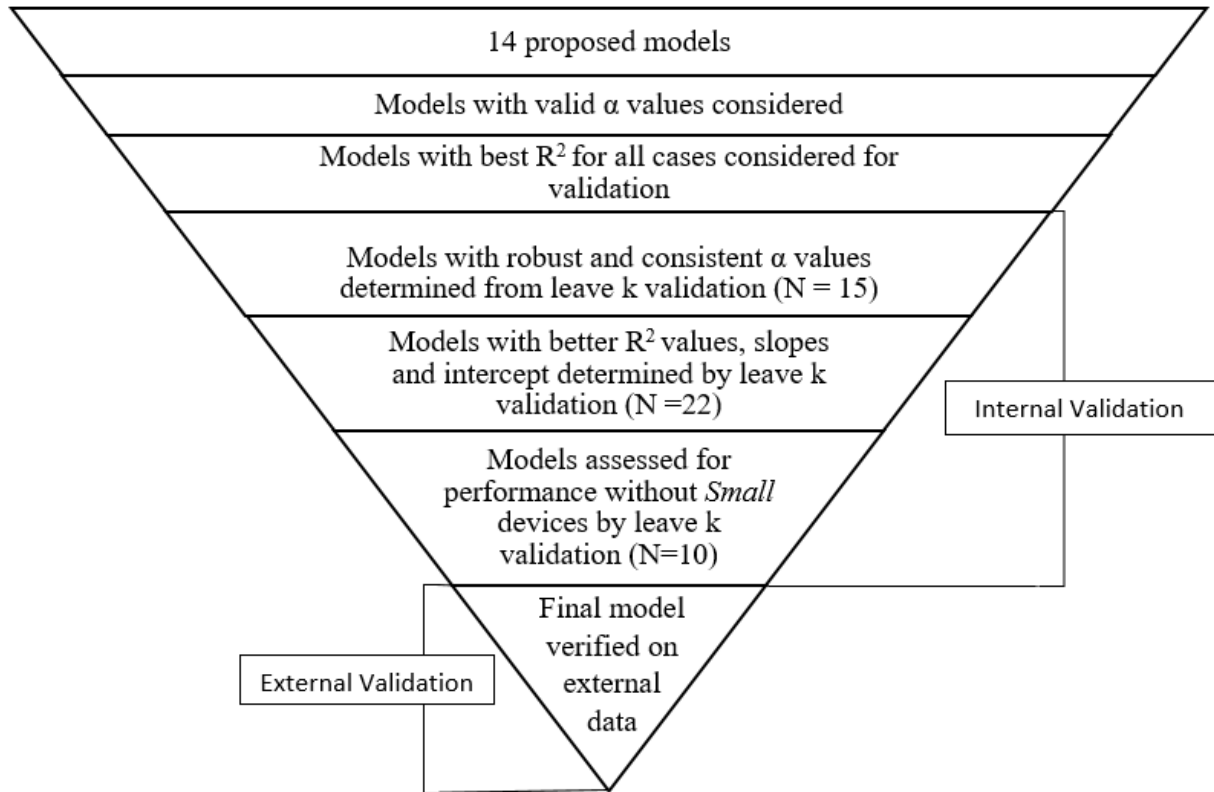 14 proposed models
Models with valid α values considered
Models with best R² for all cases considered for
validation
Models with robust and consistent α values
determined from leave k validation (N = 15)
Models with better R² values, slopes
and intercept determined by leave k
validation (N =22)
Internal Validation
Models assessed for
performance without Small
devices by leave k
validation (N=10)
Final model
verified on
external
data
External Validation